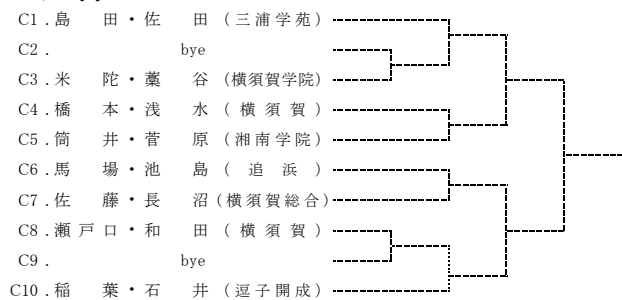 C1 .島　田・佐　田 (三浦学苑)
C2 .　bye
C3 .米　陀・藁　谷 (横須賀学院)
C4 .橋　本・浅　水 (横須賀)
C5 .筒　井・菅　原 (湘南学院)
C6 .馬　場・池　島 (追浜)
C7 .佐　藤・長　沼 (横須賀総合)
C8 .瀬戸口・和　田 (横須賀)
C9 .　bye
C10 .稲　葉・石　井 (逗子開成)